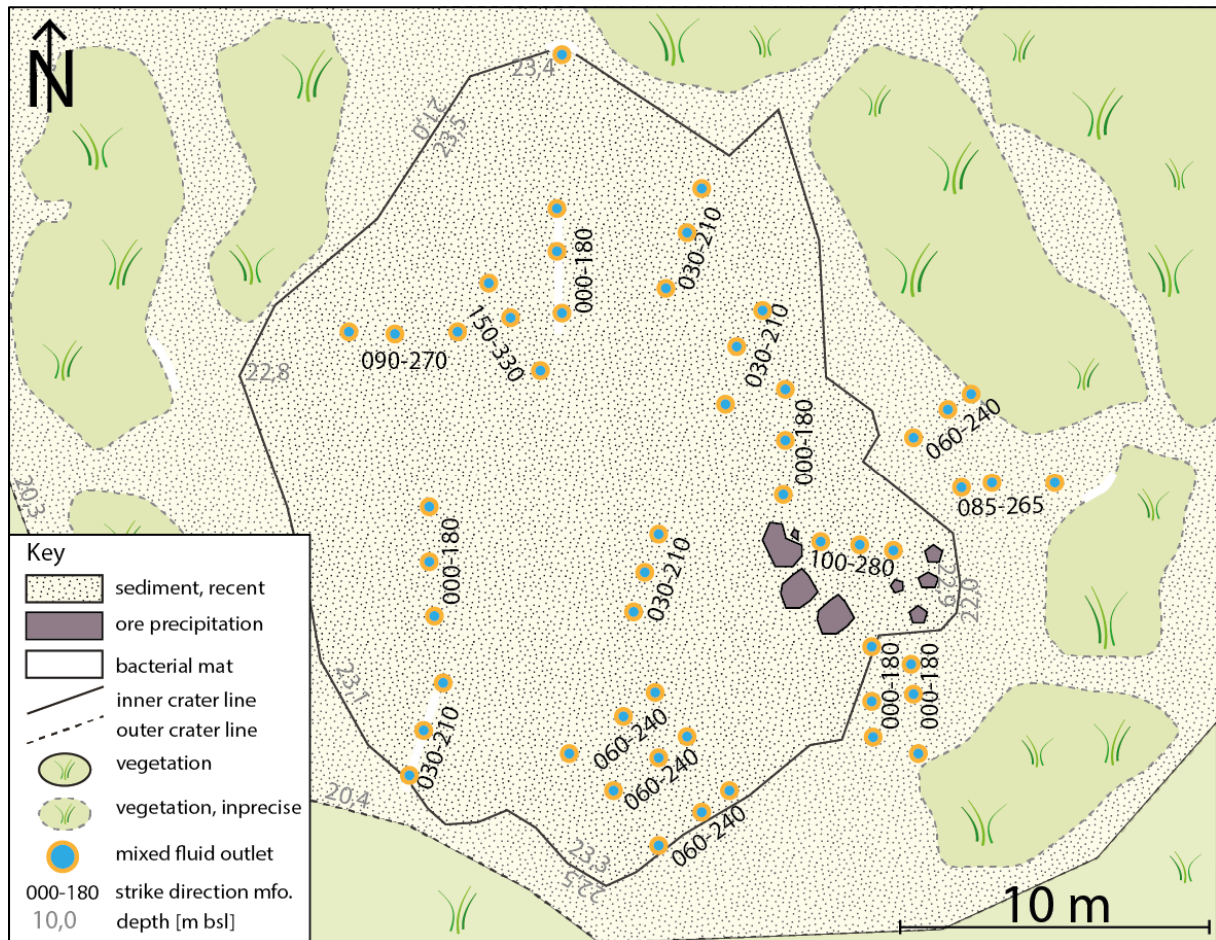 N
23,4
21,0
23,5
000-180
030-210
150-330
090-270
030-210
22,8
000-180
060-240
085-265
20,3
000-180
030-210
100-280
23,9
22,0
000-180
000-180
23,1
030-210
060-240
060-240
060-240
20,4
23,3
22,5
Key
sediment, recent
ore precipitation
bacterial mat
inner crater line
outer crater line
vegetation
vegetation, inprecise
mixed fluid outlet
000-180 strike direction mfo.
10,0 depth [m bsl]
10 m